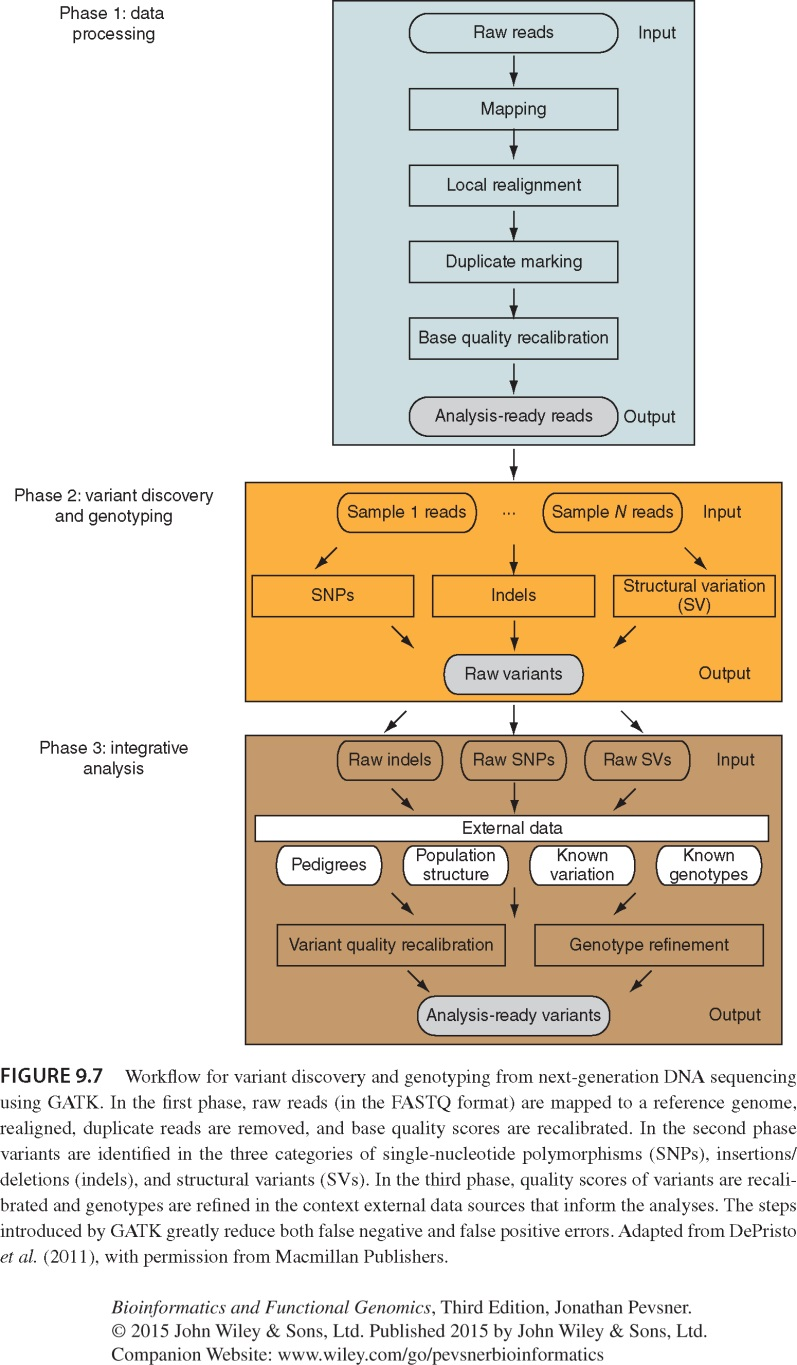 Phase 1: data
processing
Raw reads Input
Mapping
Local realignment
Duplicate marking
Base quality recalibration
Analysis-ready reads Output
Phase 2: variant discovery
and genotyping
Sample 1 reads ... Sample N reads Input
SNPs Indels Structural variation
(SV)
Raw variants Output
Phase 3: integrative
analysis
Raw indels Raw SNPs Raw SVs Input
External data
Pedigrees Population
structure Known
variation Known
genotypes
Variant quality recalibration Genotype refinement
Analysis-ready variants Output
FIGURE 9.7 Workflow for variant discovery and genotyping from next-generation DNA sequencing
using GATK. In the first phase, raw reads (in the FASTQ format) are mapped to a reference genome,
realigned, duplicate reads are removed, and base quality scores are recalibrated. In the second phase
variants are identified in the three categories of single-nucleotide polymorphisms (SNPs), insertions/
deletions (indels), and structural variants (SVs). In the third phase, quality scores of variants are recali-
brated and genotypes are refined in the context external data sources that inform the analyses. The steps
introduced by GATK greatly reduce both false negative and false positive errors. Adapted from DePristo
et al. (2011), with permission from Macmillan Publishers.
Bioinformatics and Functional Genomics, Third Edition, Jonathan Pevsner.
© 2015 John Wiley & Sons, Ltd. Published 2015 by John Wiley & Sons, Ltd.
Companion Website: www.wiley.com/go/pevsnerbioinformatics